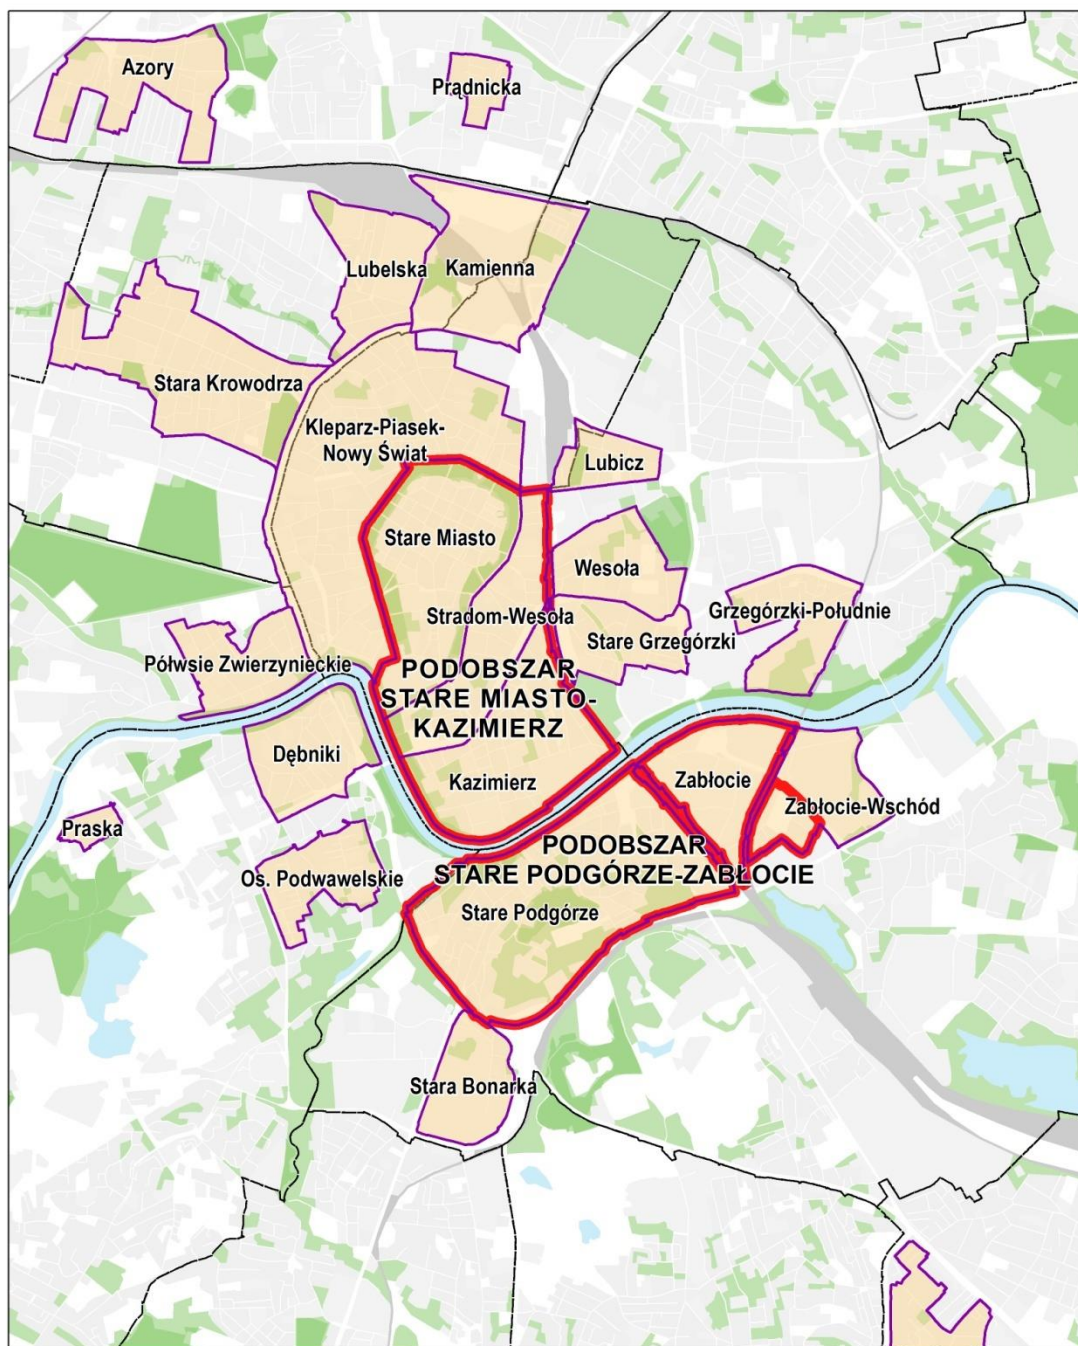 Azory
Prądnicka
Lubelska
Kamienna
Stara Krowodrza
Kleparz-Piasek-
Nowy Świat
Lubicz
Stare Miasto
Wesoła
Stradom-Wesoła
Grzegórzki-Południe
Stare Grzegórzki
Półwsie Zwierzynieckie
PODOBSZAR
STARE MIASTO-
KAZIMIERZ
Dębniki
Kazimierz
Zabłocie
Zabłocie-Wschód
Praska
PODOBSZAR
STARE PODGÓRZE-ZABŁOCIE
Os. Podwawelskie
Stare Podgórze
Stara Bonarka